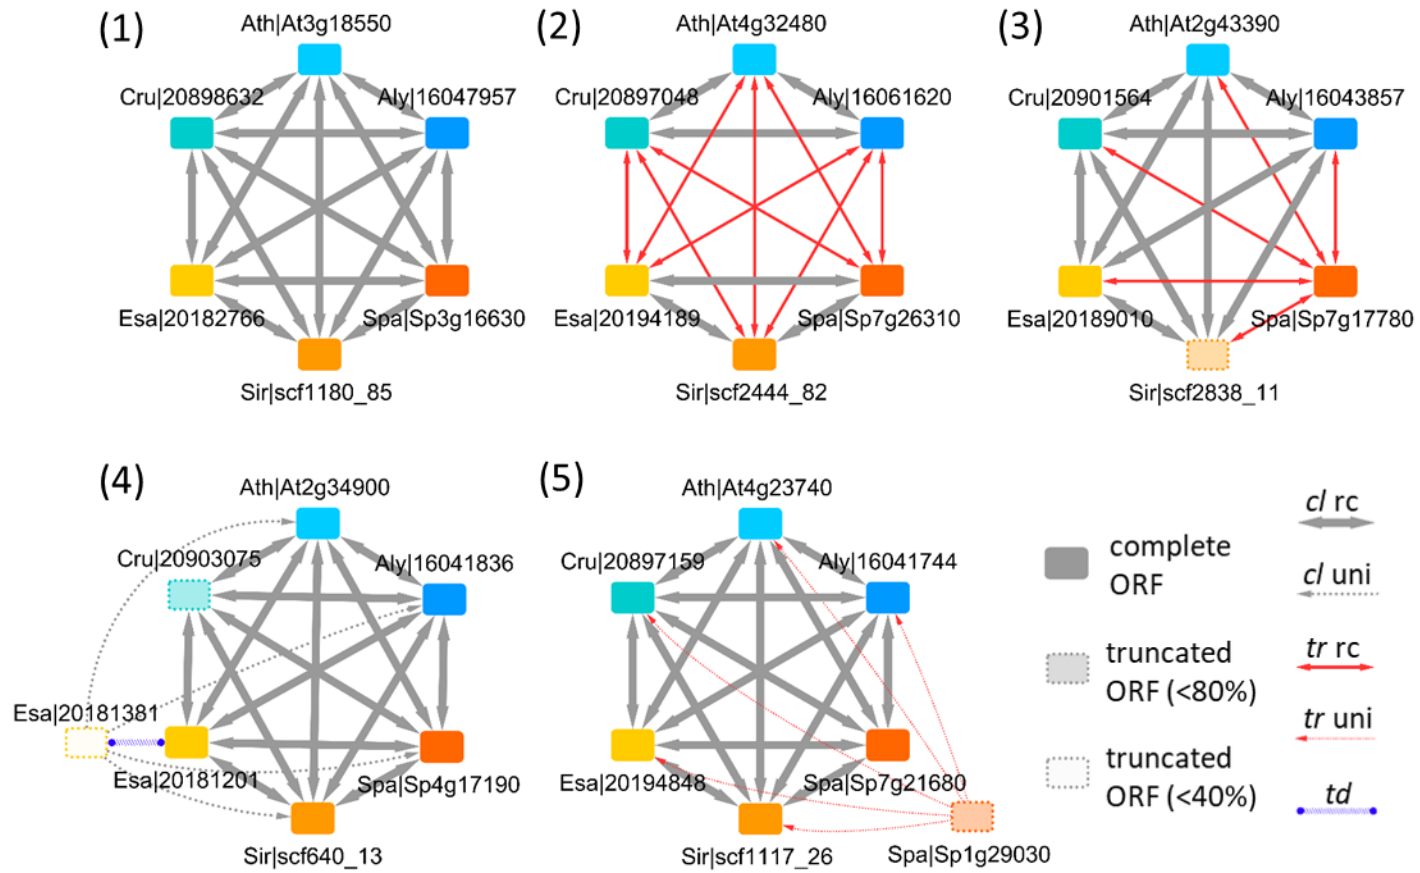 (1)
Ath|At3g18550
Cru|20898632
Aly|16047957
Esa|20182766
Spa|Sp3g16630
Sir|scf1180_85
(2)
Ath|At4g32480
Cru|20897048
Aly|16061620
Esa|20194189
Spa|Sp7g26310
Sir|scf2444_82
(3)
Ath|At2g43390
Cru|20901564
Aly|16043857
Esa|20189010
Spa|Sp7g17780
Sir|scf2838_11
(4)
Ath|At2g34900
Cru|20903075
Aly|16041836
Esa|20181381
Esa|20181201
Spa|Sp4g17190
Sir|scf640_13
(5)
Ath|At4g23740
Cru|20897159
Aly|16041744
Esa|20194848
Spa|Sp7g21680
Sir|scf1117_26
Spa|Sp1g29030
complete
ORF
truncated
ORF (<80%)
truncated
ORF (<40%)
cl rc
cl uni
tr rc
tr uni
td